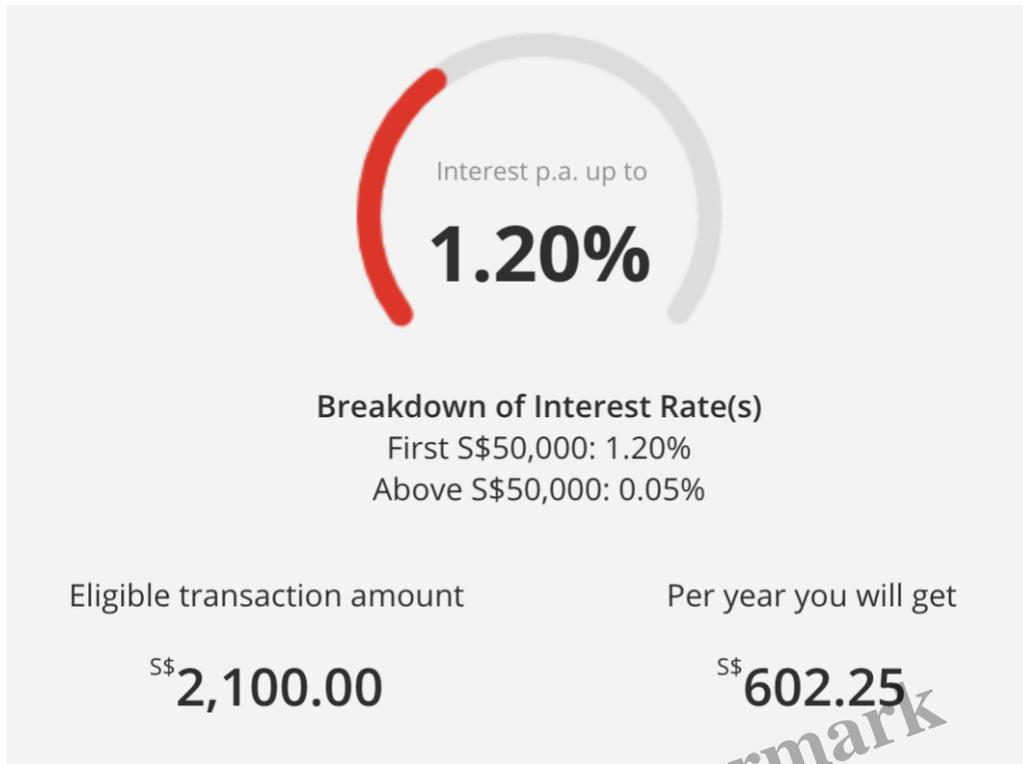 Interest p.a. up to
1.20%
Breakdown of Interest Rate(s)
First S$50,000: 1.20%
Above S$50,000: 0.05%
Eligible transaction amount
Per year you will get
S$2,100.00
S$602.25